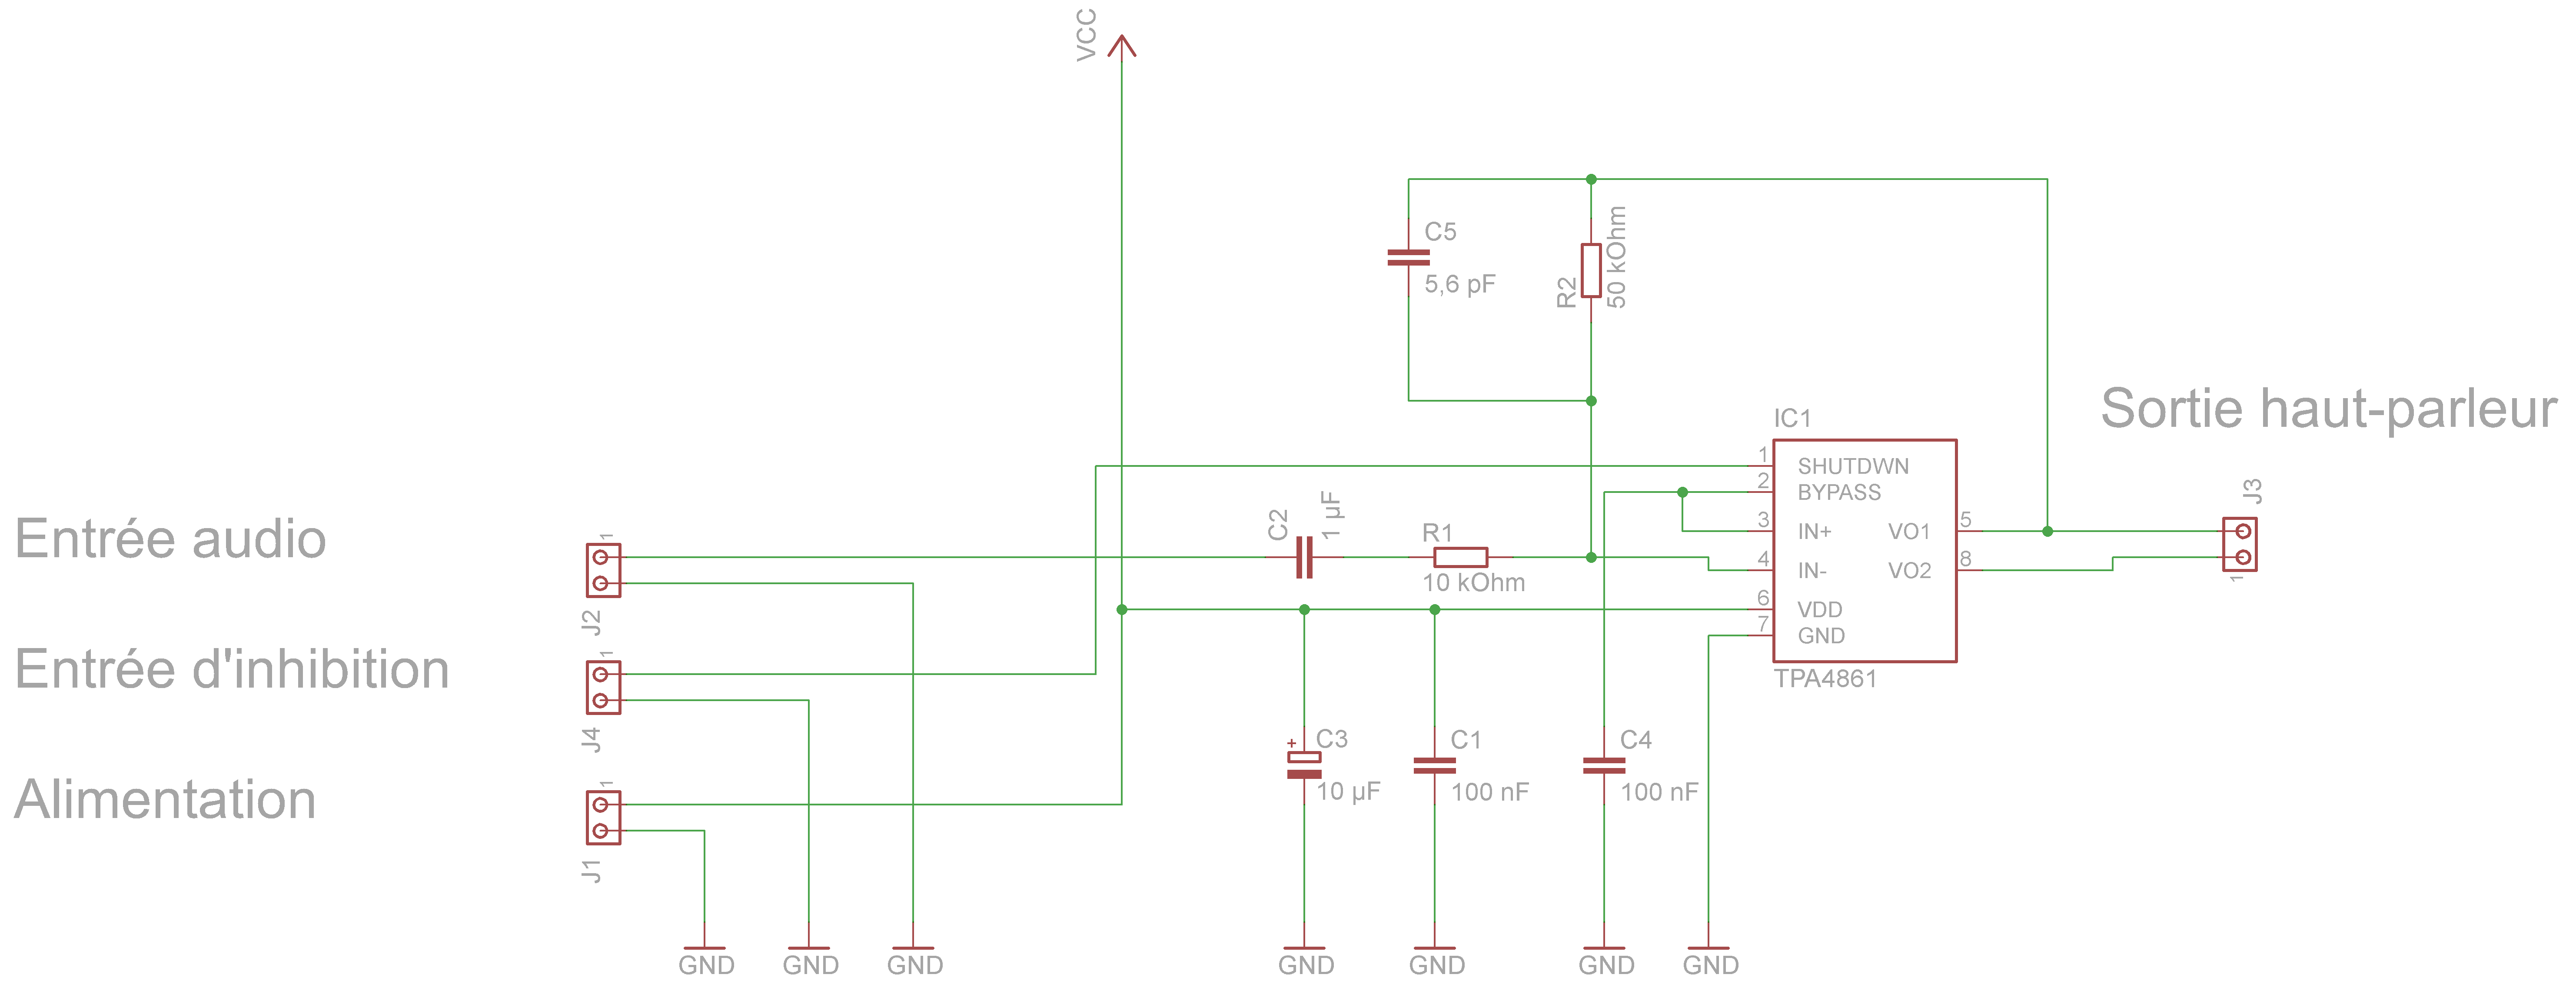 VCC
C5
5,6 pF
R2
50 kOhm
Sortie haut-parleur
IC1
1
SHUTDWN
2
BYPASS
3
IN+
VO1
5
4
IN-
VO2
8
6
VDD
7
GND
TPA4861
J3
1
Entrée audio
1
J2
C2
1 µF
R1
10 kOhm
Entrée d'inhibition
1
J4
Alimentation
1
J1
C3
+
10 µF
C1
100 nF
C4
100 nF
GND
GND
GND
GND
GND
GND
GND